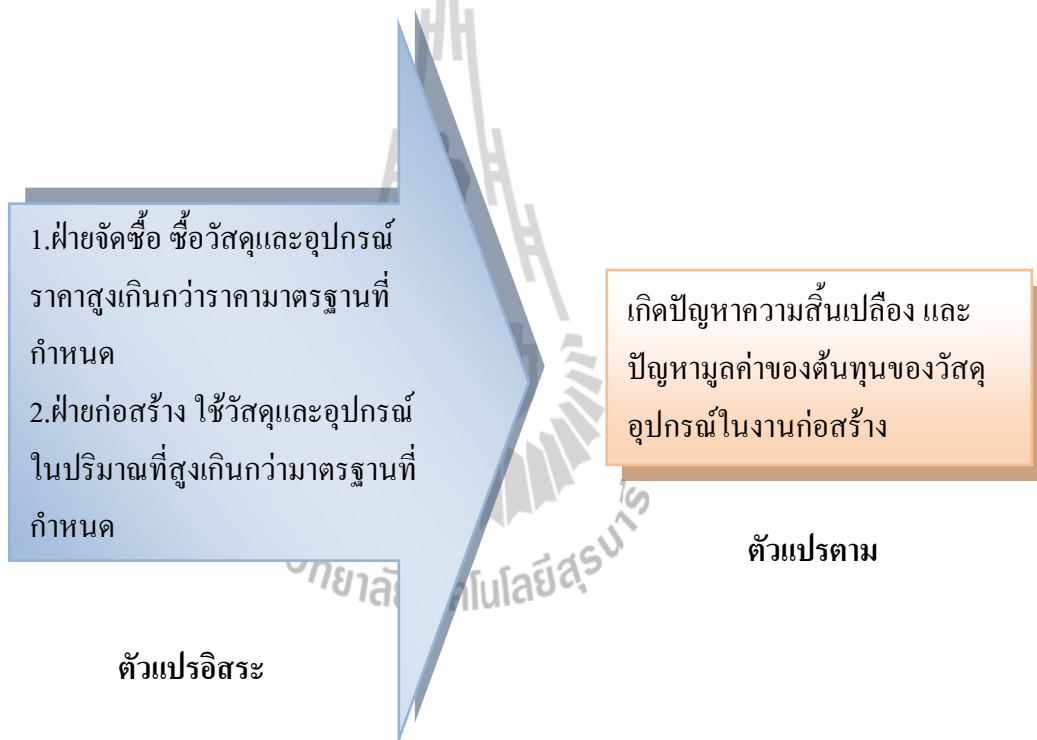 1.ฝ่ายจัดซื้อ ซื้อวัสดุและอุปกรณ์
ราคาสูงเกินกว่าราคามาตรฐานที่
กำหนด
2.ฝ่ายก่อสร้าง ใช้วัสดุและอุปกรณ์
ในปริมาณที่สูงเกินกว่ามาตรฐานที่
กำหนด
ตัวแปรอิสระ
เกิดปัญหาความสิ้นเปลือง และ
ปัญหามูลค่าของต้นทุนของวัสดุ
อุปกรณ์ในงานก่อสร้าง
ตัวแปรตาม